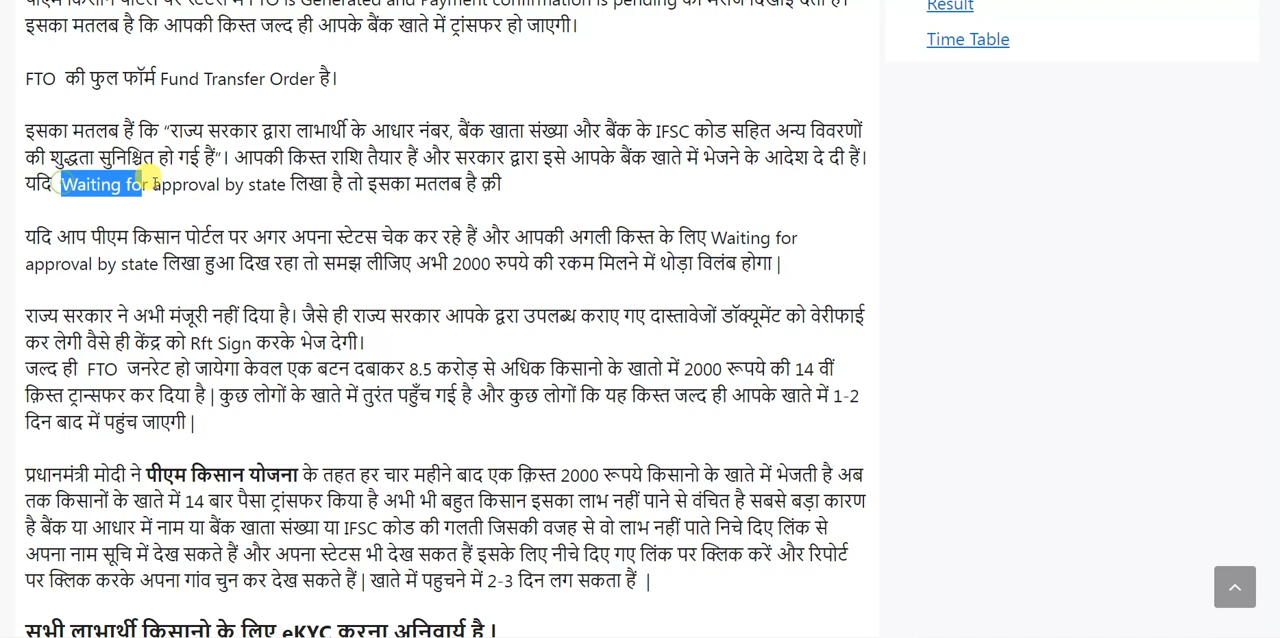 इसका मतलब है कि आपकी किस्त जल्द ही आपके बैंक खाते में ट्रांसफर हो जाएगी।
FTO की फुल फॉर्म Fund Transfer Order है।
इसका मतलब हैं कि “राज्य सरकार द्वारा लाभार्थी के आधार नंबर, बैंक खाता संख्या और बैंक के IFSC कोड सहित अन्य विवरणों
की शुद्धता सुनिश्चित हो गई हैं”। आपकी किस्त राशि तैयार हैं और सरकार द्वारा इसे आपके बैंक खाते में भेजने के आदेश दे दी हैं।
यदि Waiting for approval by state लिखा है तो इसका मतलब है क़ी
यदि आप पीएम किसान पोर्टल पर अगर अपना स्टेटस चेक कर रहे हैं और आपकी अगली किस्त के लिए Waiting for
approval by state लिखा हुआ दिख रहा तो समझ लीजिए अभी 2000 रुपये की रकम मिलने में थोड़ा विलंब होगा |
राज्य सरकार ने अभी मंजूरी नहीं दिया है। जैसे ही राज्य सरकार आपके द्वरा उपलब्ध कराए गए दास्तावेजों डॉक्यूमेंट को वेरीफाई
कर लेगी वैसे ही केंद्र को Rft Sign करके भेज देगी।
जल्द ही FTO जनरेट हो जायेगा केवल एक बटन दबाकर 8.5 करोड़ से अधिक किसानो के खातो में 2000 रूपये की 14 वीं
क़िस्त ट्रान्सफर कर दिया है | कुछ लोगों के खाते में तुरंत पहुँच गई है और कुछ लोगों कि यह किस्त जल्द ही आपके खाते में 1-2
दिन बाद में पहुंच जाएगी |
प्रधानमंत्री मोदी ने पीएम किसान योजना के तहत हर चार महीने बाद एक क़िस्त 2000 रूपये किसानो के खाते में भेजती है अब
तक किसानों के खाते में 14 बार पैसा ट्रांसफर किया है अभी भी बहुत किसान इसका लाभ नहीं पाने से वंचित है सबसे बड़ा कारण
है बैंक या आधार में नाम या बैंक खाता संख्या या IFSC कोड की गलती जिसकी वजह से वो लाभ नहीं पाते निचे दिए लिंक से
अपना नाम सूचि में देख सकते हैं और अपना स्टेटस भी देख सकत हैं इसके लिए नीचे दिए गए लिंक पर क्लिक करें और रिपोर्ट
पर क्लिक करके अपना गांव चुन कर देख सकते हैं | खाते में पहुचने में 2-3 दिन लग सकता हैं |
सभी लाभार्थी किसानो के लिए eKYC करना अनिवार्य है।
Result
Time Table